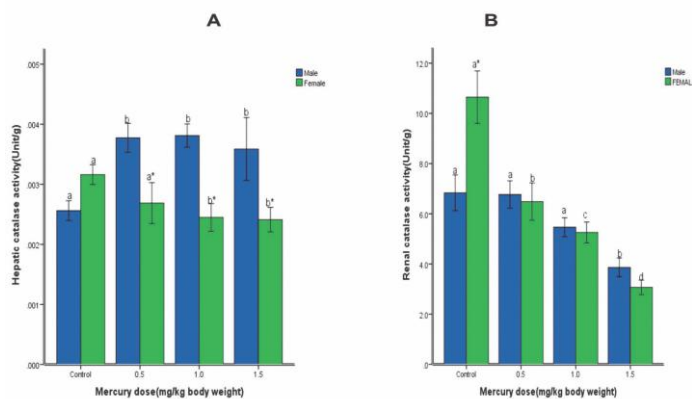 A
Hepatic catalase activity(Unit/g)
.005
.004
.003
.002
.001
.000
a
a
b
a*
b
b*
b
b*
Male
Female
Control
0.5
1.0
1.5
Mercury dose(mg/kg body weight)
B
Renal catalase activity(Unit/g)
12.0
10.0
8.0
6.0
4.0
2.0
.0
a
a*
a
b
a
c
b
d
Male
FEMAL
Control
0.5
1.0
1.5
Mercury dose(mg/kg body weight)